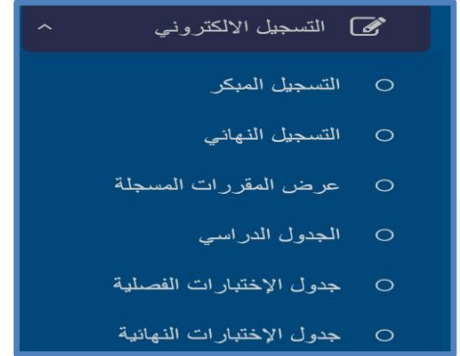 التسجيل الالكتروني
التسجيل المبكر
التسجيل النهائي
عرض المقررات المسجلة
الجدول الدراسي
جدول الإختبارات الفصلية
جدول الإختبارات النهائية